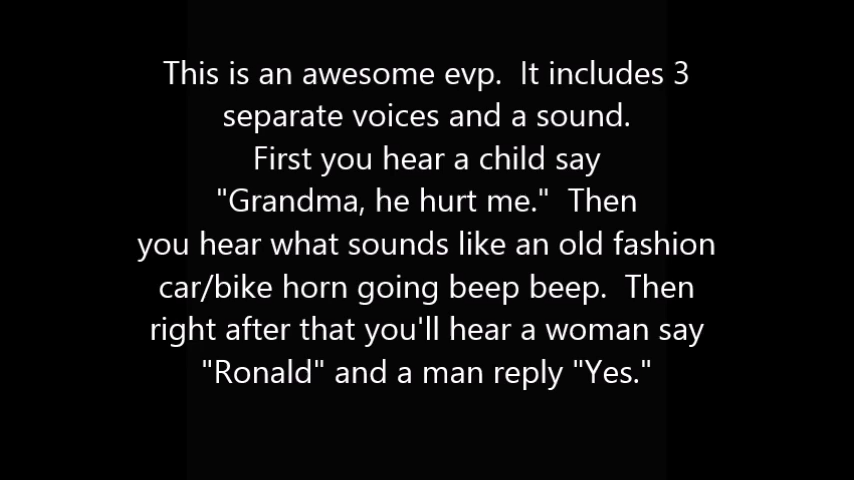 This is an awesome evp.  It includes 3
separate voices and a sound.
First you hear a child say
"Grandma, he hurt me."  Then
you hear what sounds like an old fashion
car/bike horn going beep beep.  Then
right after that you'll hear a woman say
"Ronald" and a man reply "Yes."